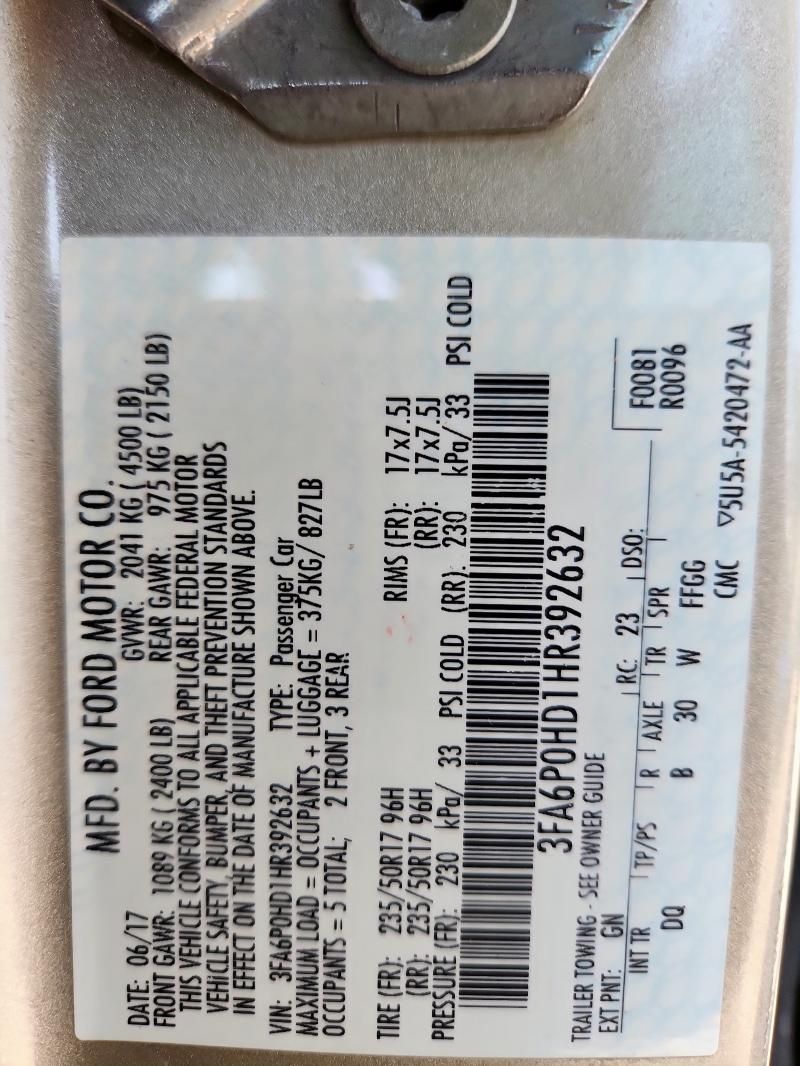 MFD. BY FORD MOTOR CO.
DATE: 06/17 GVWR: 2041 KG ( 4500 LB)
FRONT GAWR: 1089 KG ( 2400 LB) REAR GAWR: 975 KG ( 2150 LB)
THIS VEHICLE CONFORMS TO ALL APPLICABLE FEDERAL MOTOR
VEHICLE SAFETY, BUMPER, AND THEFT PREVENTION STANDARDS
IN EFFECT ON THE DATE OF MANUFACTURE SHOWN ABOVE.
VIN: 3FA6P0HD1HR392632 TYPE: Passenger Car
MAXIMUM LOAD = OCCUPANTS + LUGGAGE = 375KG/ 827LB
OCCUPANTS = 5 TOTAL; 2 FRONT, 3 REAR
TIRE (FR): 235/50R17 96H RIMS (FR): 17x7.5J
(RR): 235/50R17 96H (RR): 17x7.5J
PRESSURE (FR): 230 kPa/ 33 PSI COLD (RR): 230 kPa/ 33 PSI COLD
3FA6P0HD1HR392632
TRAILER TOWING - SEE OWNER GUIDE
EXT PNT: GN RC: 23 DSO: F0081
INT TR TP/PS R AXLE TR SPR R0096
DQ B 30 W FFGG
CMC ▽5U5A-5420472-AA